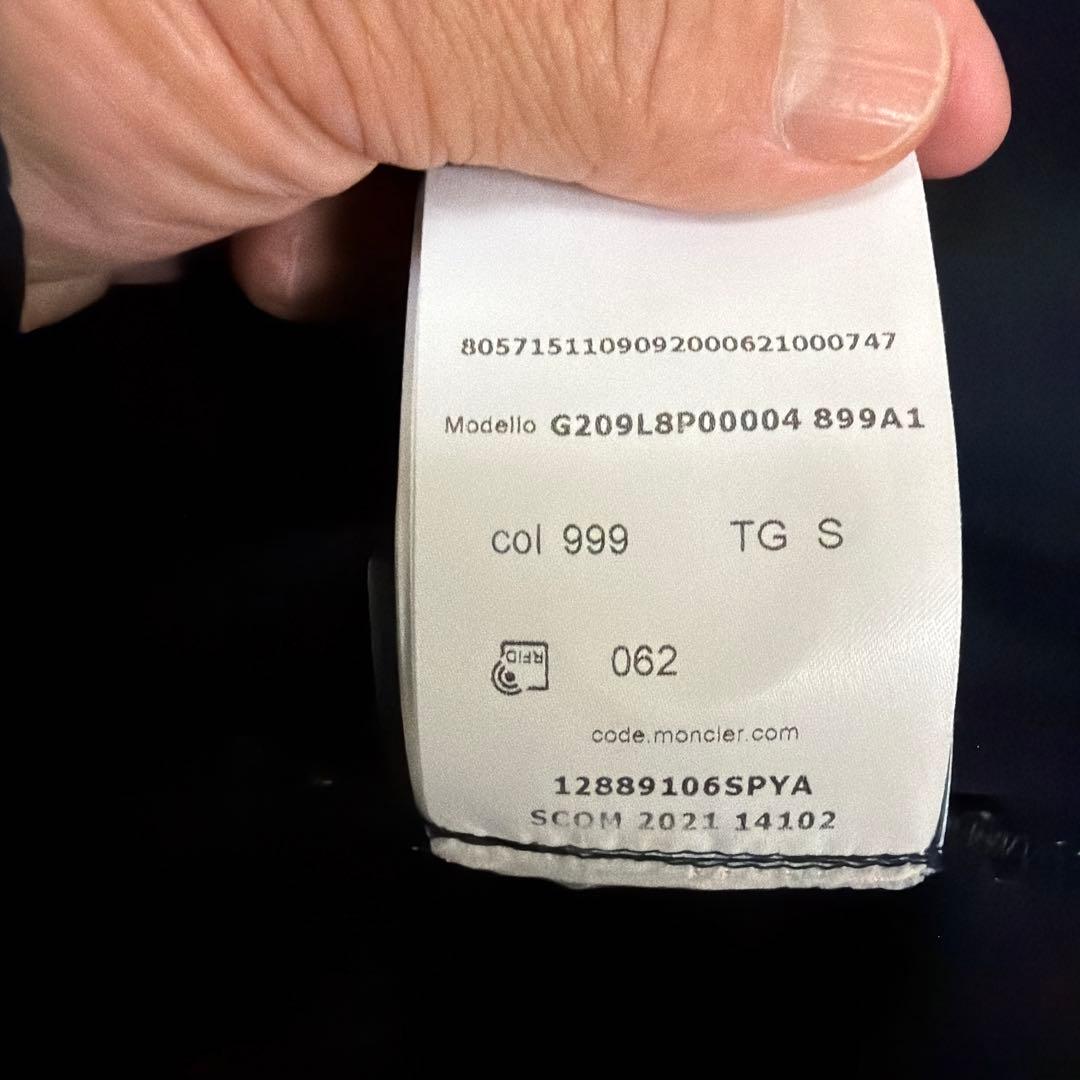 8057151109092000621000747
Modello G209L8P00004 899A1
col 999 TG S
RFID 062
code.moncler.com
12889106SPYA
SCOM 2021 14102